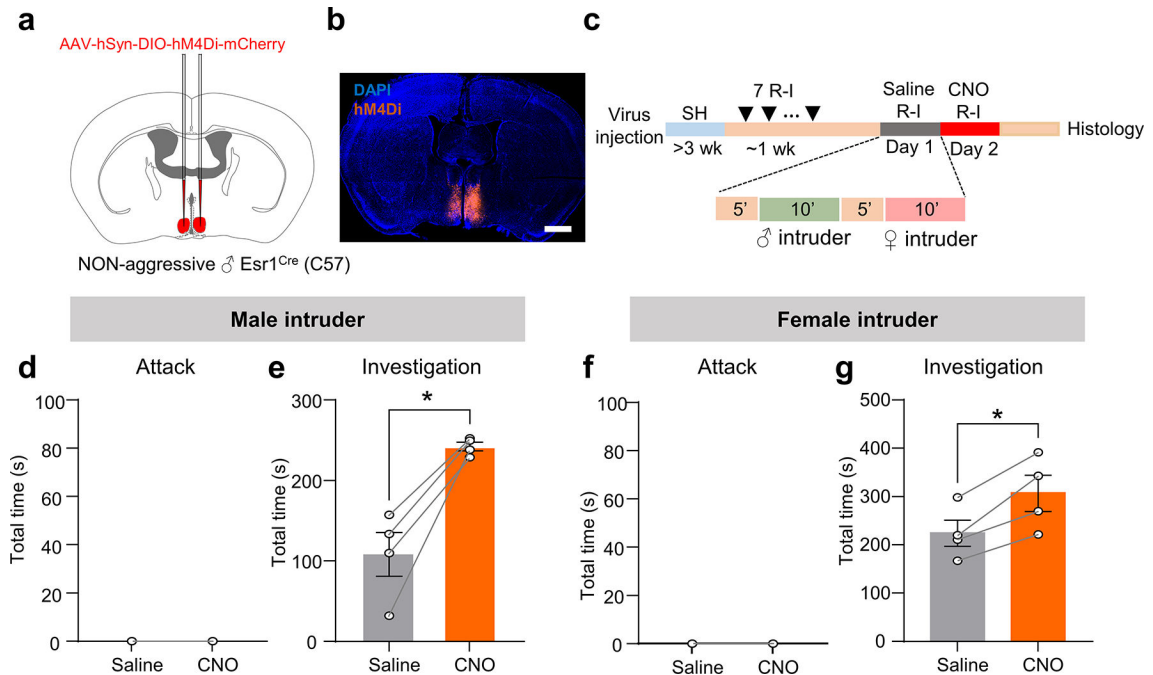 a
AAV-hSyn-DIO-hM4Di-mCherry
NON-aggressive ♂ Esr1Cre (C57)
b
DAPI
hM4Di
c
Virus
injection
SH
>3 wk
7 R-I
...
~1 wk
Saline
R-I
Day 1
CNO
R-I
Day 2
Histology
5’ 10’ 5’ 10’
♂ intruder ♀ intruder
Male intruder
Female intruder
d
Attack
Total time (s)
100
80
60
40
20
0
Saline CNO
e
Investigation
Total time (s)
300
200
100
0
*
Saline CNO
f
Attack
Total time (s)
100
80
60
40
20
0
Saline CNO
g
Investigation
Total time (s)
500
400
300
200
100
0
*
Saline CNO